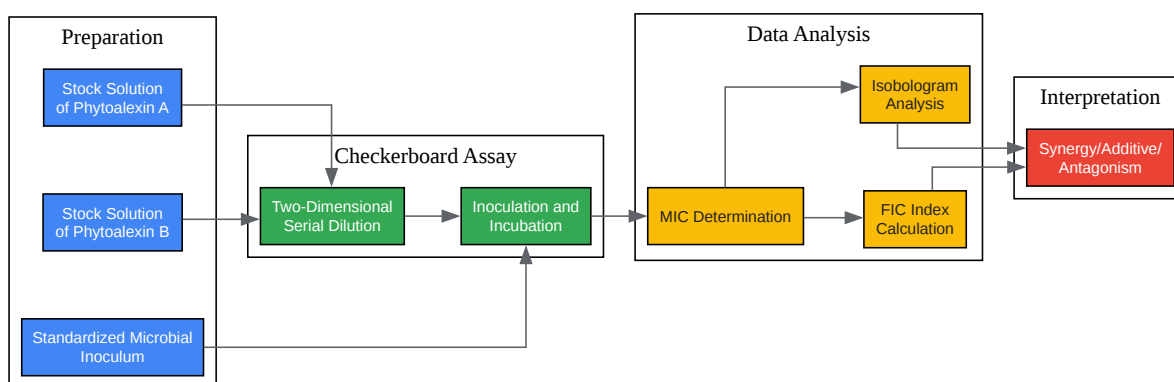 Preparation
Stock Solution
of Phytoalexin A
Stock Solution
of Phytoalexin B
Standardized Microbial
Inoculum
Checkerboard Assay
Two-Dimensional
Serial Dilution
Inoculation and
Incubation
Data Analysis
MIC Determination
Isobologram
Analysis
FIC Index
Calculation
Interpretation
Synergy/Additive/
Antagonism